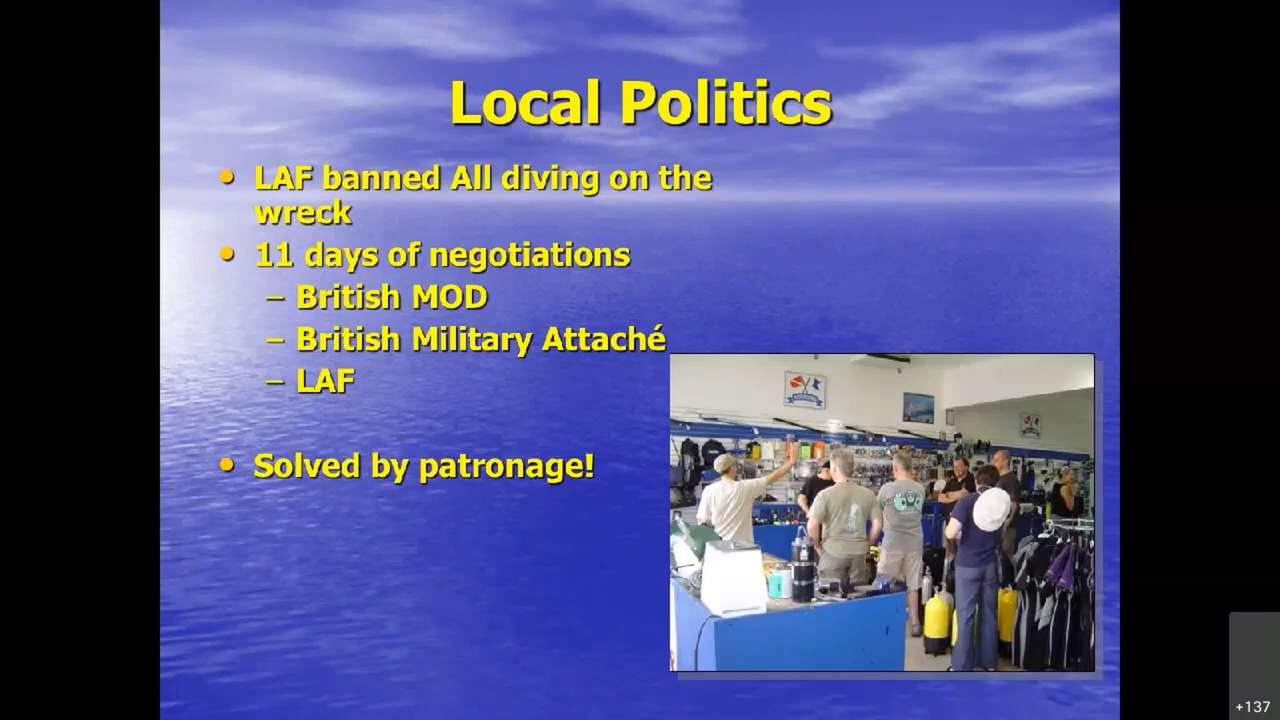 Local Politics
• LAF banned All diving on the
wreck
• 11 days of negotiations
– British MOD
– British Military Attaché
– LAF
• Solved by patronage!
+137